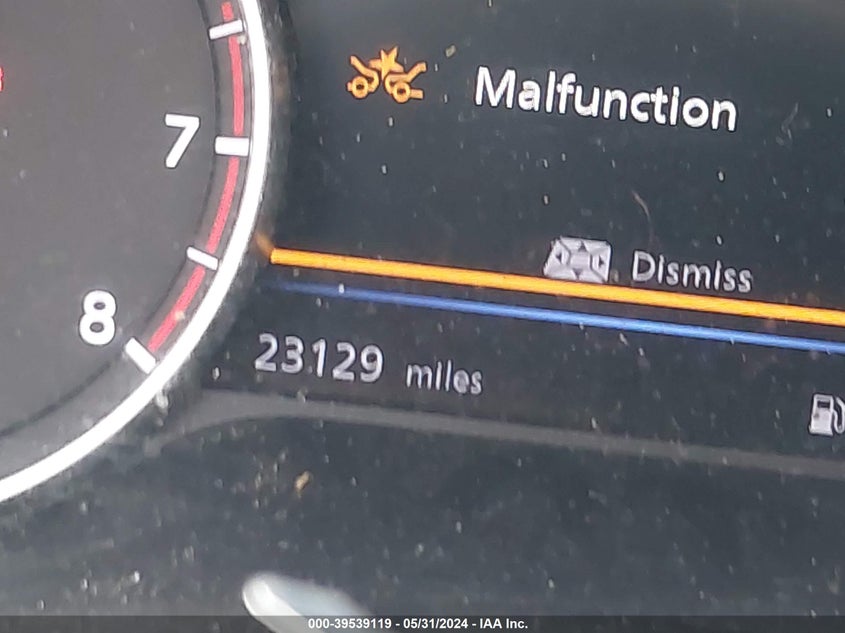 Malfunction
7
Dismiss
8
23129 miles
000-39539119 - 05/31/2024 - IAA Inc.